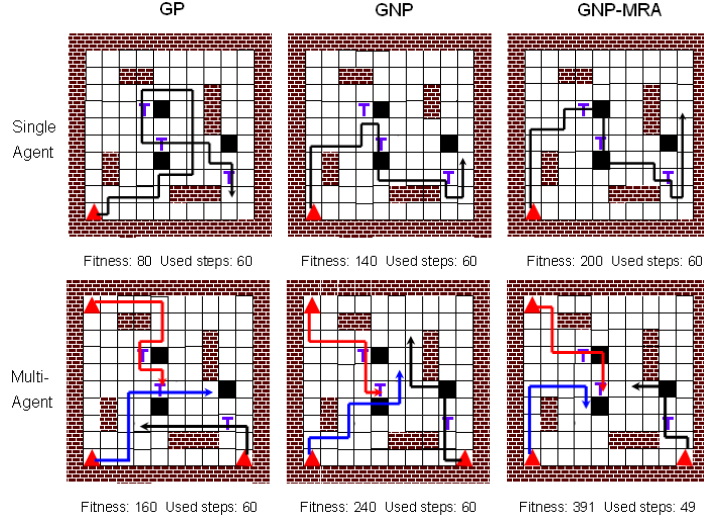 GP GNP GNP-MRA
Single
Agent
T T T
T T T
T T T
Fitness: 80 Used steps: 60 Fitness: 140 Used steps: 60 Fitness: 200 Used steps: 60
Multi-
Agent
T T T
T T T
T T T
Fitness: 160 Used steps: 60 Fitness: 240 Used steps: 60 Fitness: 391 Used steps: 49